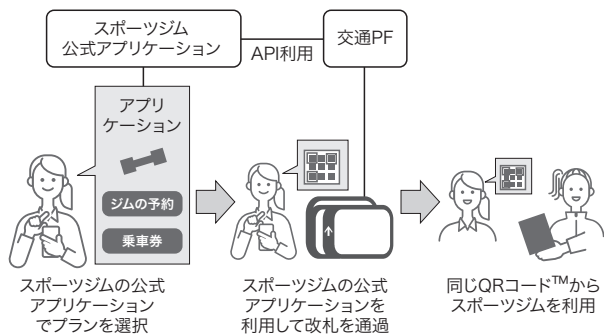 スポーツジム
公式アプリケーション
API利用
交通PF
アプリ
ケーション
ジムの予約
乗車券
スポーツジムの公式
アプリケーション
でプランを選択
スポーツジムの公式
アプリケーションを
利用して改札を通過
同じQRコード™から
スポーツジムを利用